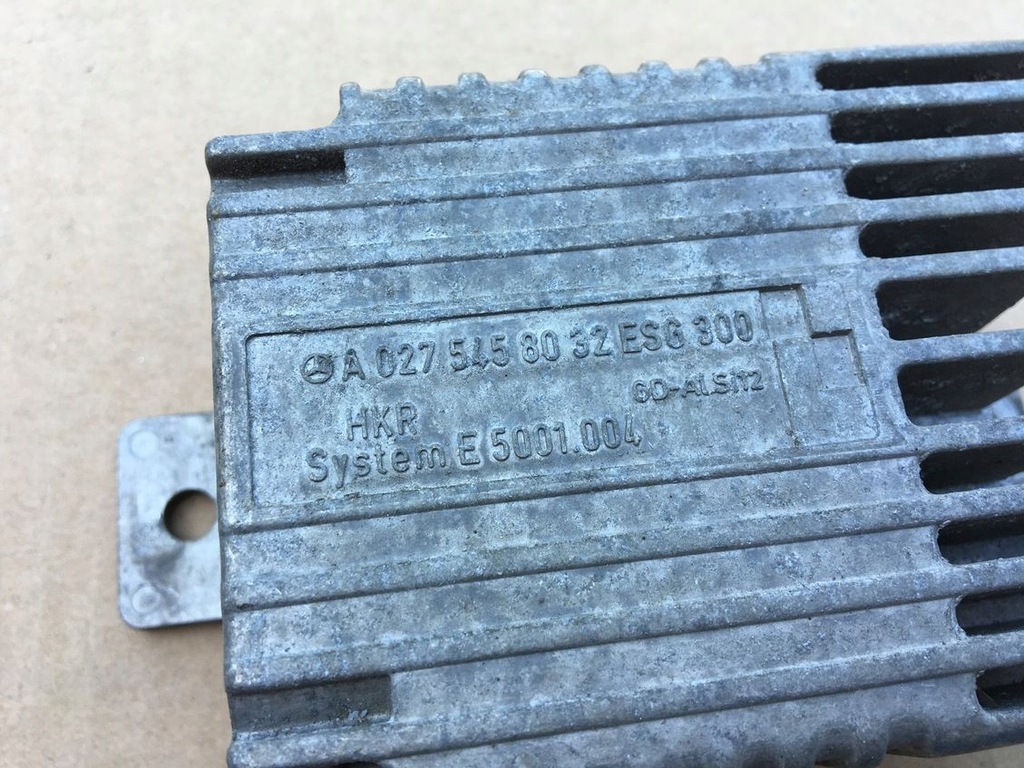 A 027 545 80 32 ESG 300
HKR GD-ALSI12
System E 5001.004